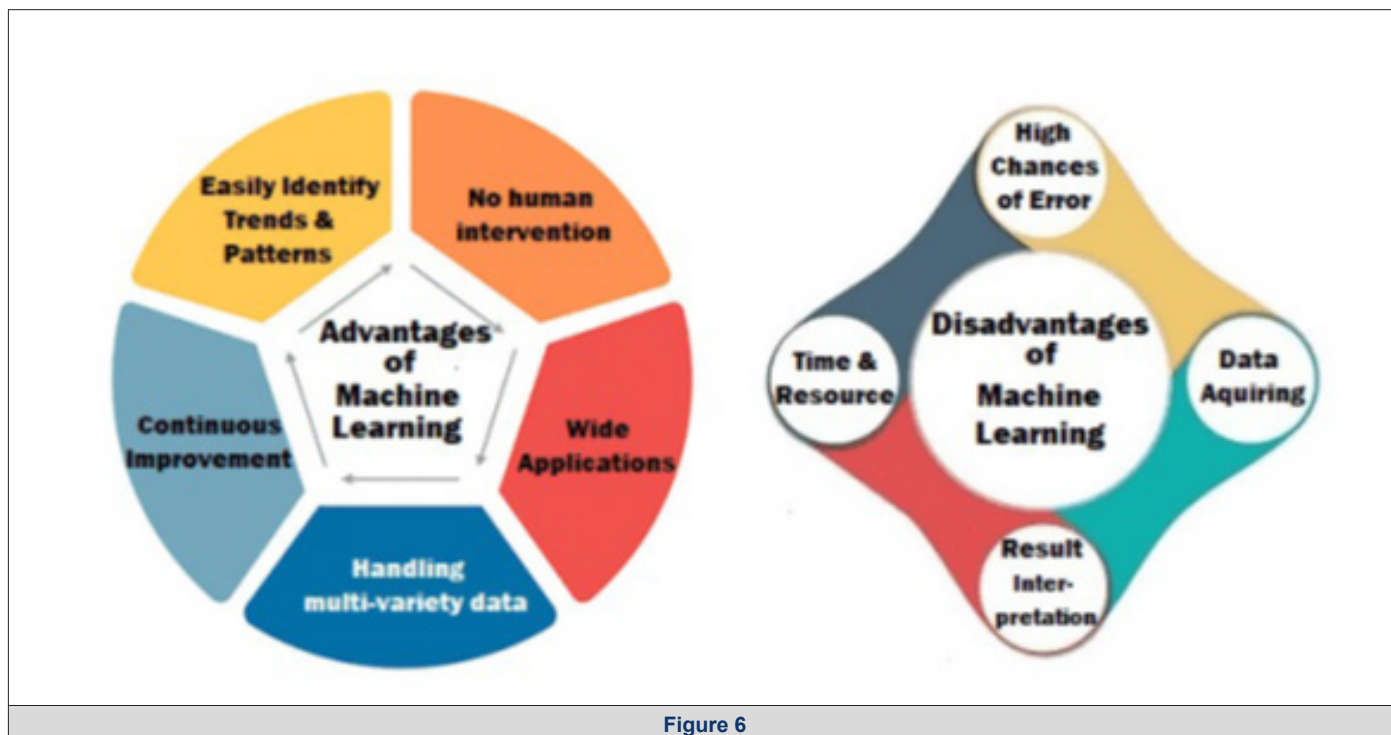 Easily Identify
Trends &
Patterns
No human
intervention
Advantages
of
Machine
Learning
Continuous
Improvement
Wide
Applications
Handling
multi-variety data
High
Chances
of Error
Disadvantages
of
Machine
Learning
Time &
Resource
Data
Aquiring
Result
Inter-
pretation
Figure 6